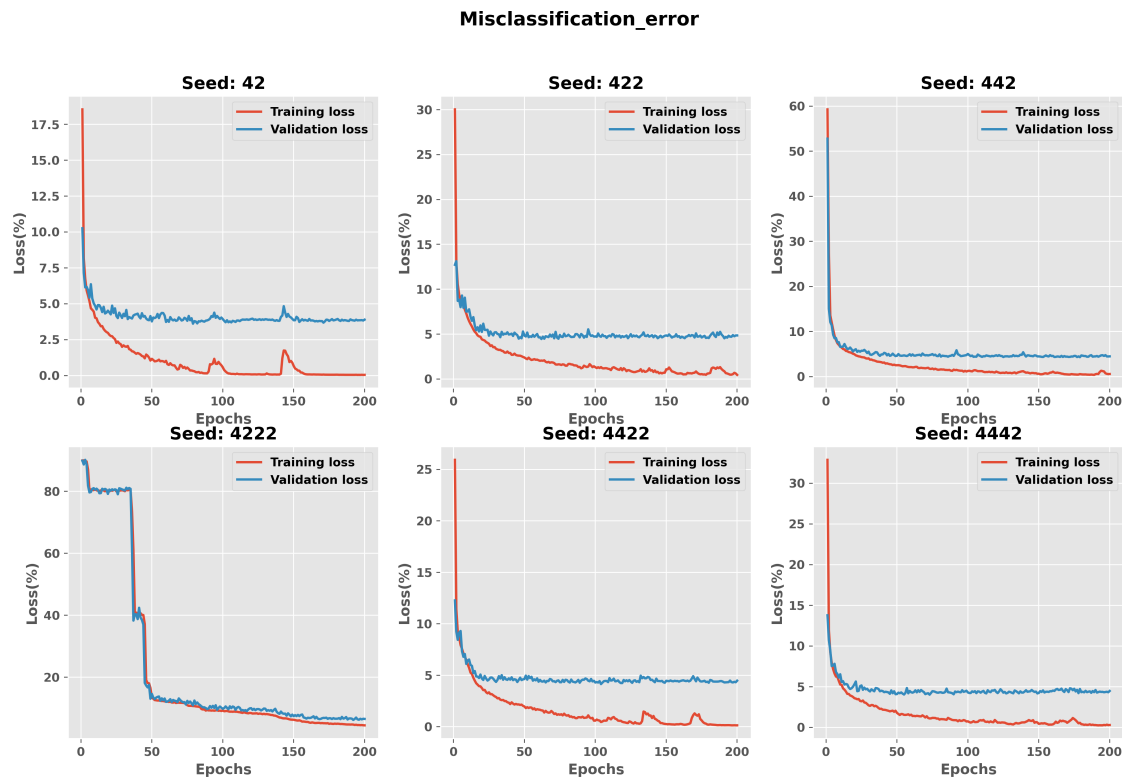 Misclassification_error
Seed: 42
Training loss
Validation loss
17.5
15.0
12.5
10.0
7.5
5.0
2.5
0.0
Loss(%)
0 50 100 150 200
Epochs
Seed: 422
Training loss
Validation loss
30
25
20
15
10
5
0
Loss(%)
0 50 100 150 200
Epochs
Seed: 442
Training loss
Validation loss
60
50
40
30
20
10
0
Loss(%)
0 50 100 150 200
Epochs
Seed: 4222
Training loss
Validation loss
80
60
40
20
Loss(%)
0 50 100 150 200
Epochs
Seed: 4422
Training loss
Validation loss
25
20
15
10
5
0
Loss(%)
0 50 100 150 200
Epochs
Seed: 4442
Training loss
Validation loss
30
25
20
15
10
5
0
Loss(%)
0 50 100 150 200
Epochs